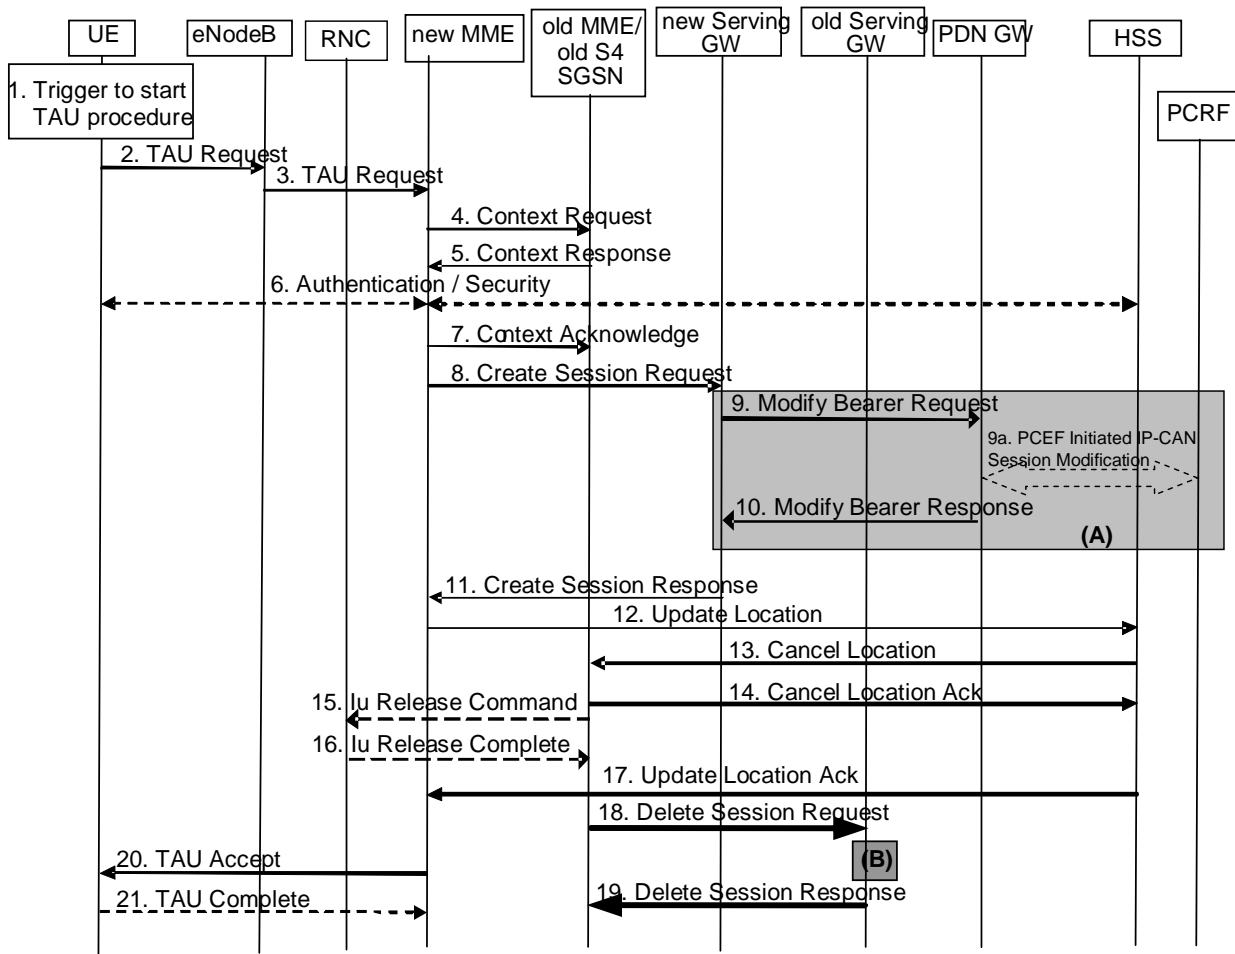 UE
eNodeB
RNC
new MME
old MME/
old S4
SGSN
new Serving
GW
old Serving
GW
PDN GW
HSS
1. Trigger to start
TAU procedure
PCRF
2. TAU Request
3. TAU Request
4. Context Request
5. Context Response
6. Authentication / Security
7. Context Acknowledge
8. Create Session Request
9. Modify Bearer Request
9a. PCEF Initiated IP-CAN
Session Modification
10. Modify Bearer Response
(A)
11. Create Session Response
12. Update Location
13. Cancel Location
14. Cancel Location Ack
15. Iu Release Command
16. Iu Release Complete
17. Update Location Ack
18. Delete Session Request
(B)
20. TAU Accept
19. Delete Session Response
21. TAU Complete